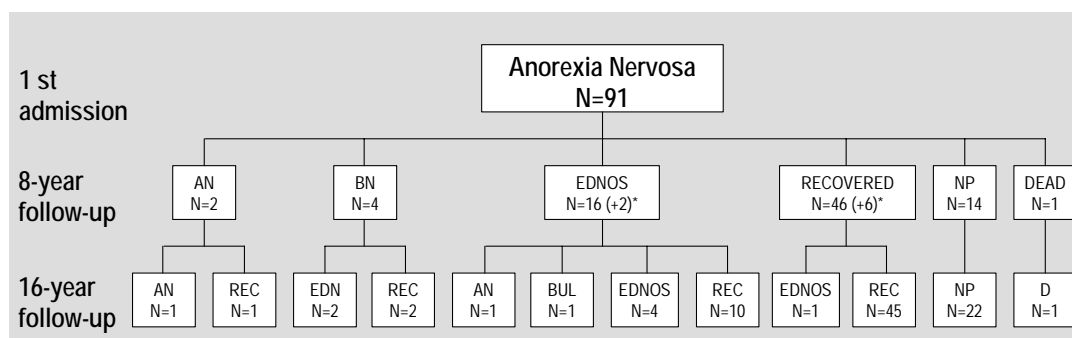 Anorexia Nervosa
N=91
1 st
admission
8-year
follow-up
AN
N=2
BN
N=4
EDNOS
N=16 (+2)*
RECOVERED
N=46 (+6)*
NP
N=14
DEAD
N=1
16-year
follow-up
AN
N=1
REC
N=1
EDN
N=2
REC
N=2
AN
N=1
BUL
N=1
EDNOS
N=4
REC
N=10
EDNOS
N=1
REC
N=45
NP
N=22
D
N=1